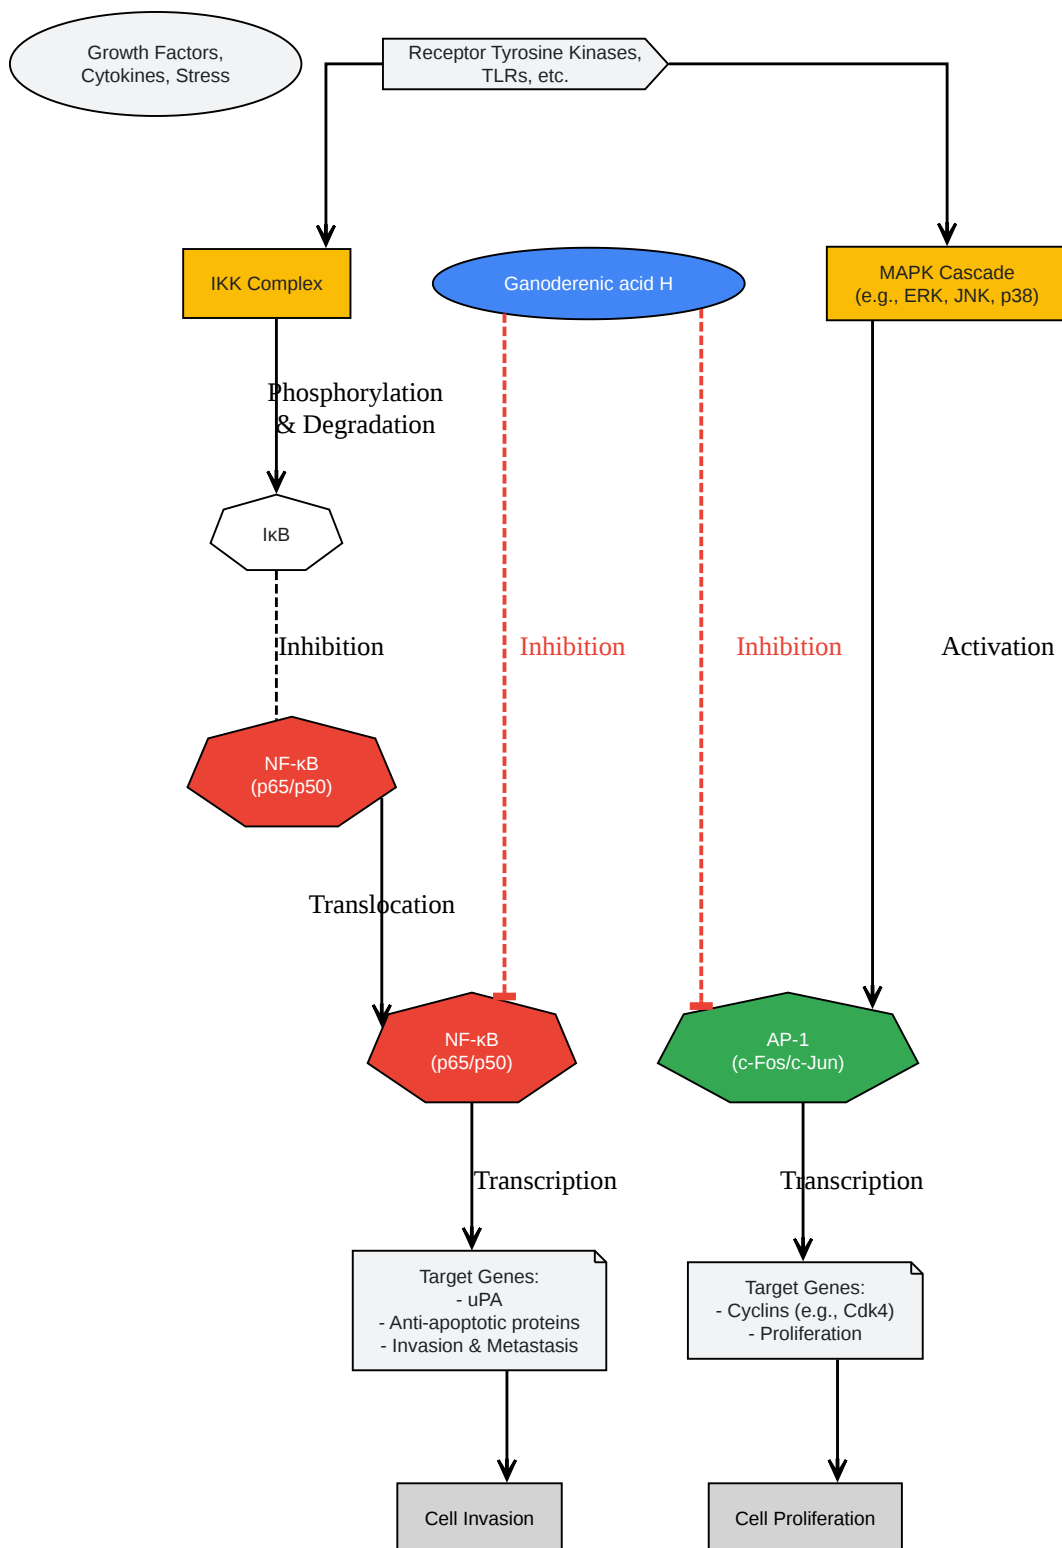 Growth Factors,
Cytokines, Stress
Receptor Tyrosine Kinases,
TLRs, etc.
IKK Complex
Ganoderenic acid H
MAPK Cascade
(e.g., ERK, JNK, p38)
Phosphorylation
& Degradation
IκB
Inhibition
Inhibition
Inhibition
Activation
NF-κB
(p65/p50)
Translocation
NF-κB
(p65/p50)
AP-1
(c-Fos/c-Jun)
Transcription
Transcription
Target Genes:
- uPA
- Anti-apoptotic proteins
- Invasion & Metastasis
Target Genes:
- Cyclins (e.g., Cdk4)
- Proliferation
Cell Invasion
Cell Proliferation